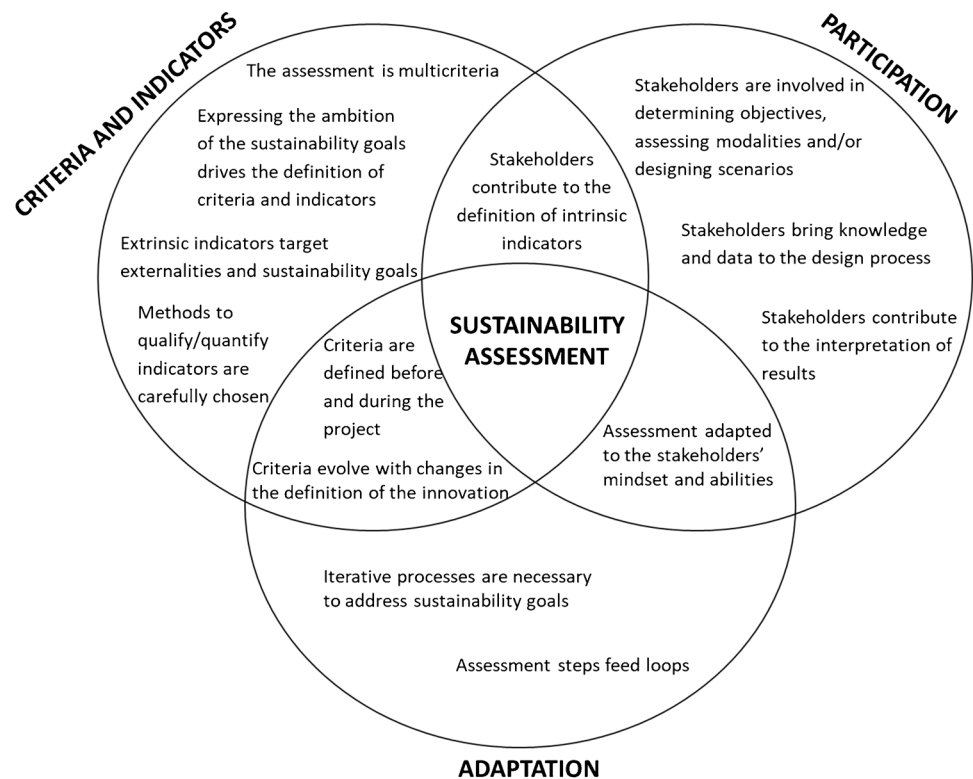 CRITERIA AND INDICATORS
PARTICIPATION
The assessment is multicriteria
Expressing the ambition
of the sustainability goals
drives the definition of
criteria and indicators
Extrinsic indicators target
externalities and sustainability goals
Methods to
qualify/quantify
indicators are
carefully chosen
Stakeholders
contribute to the
definition of intrinsic
indicators
Stakeholders are involved in
determining objectives,
assessing modalities and/or
designing scenarios
Stakeholders bring knowledge
and data to the design process
Stakeholders contribute
to the interpretation of
results
SUSTAINABILITY
ASSESSMENT
Criteria are
defined before
and during the
project
Criteria evolve with changes in
the definition of the innovation
Assessment adapted
to the stakeholders’
mindset and abilities
Iterative processes are necessary
to address sustainability goals
Assessment steps feed loops
ADAPTATION